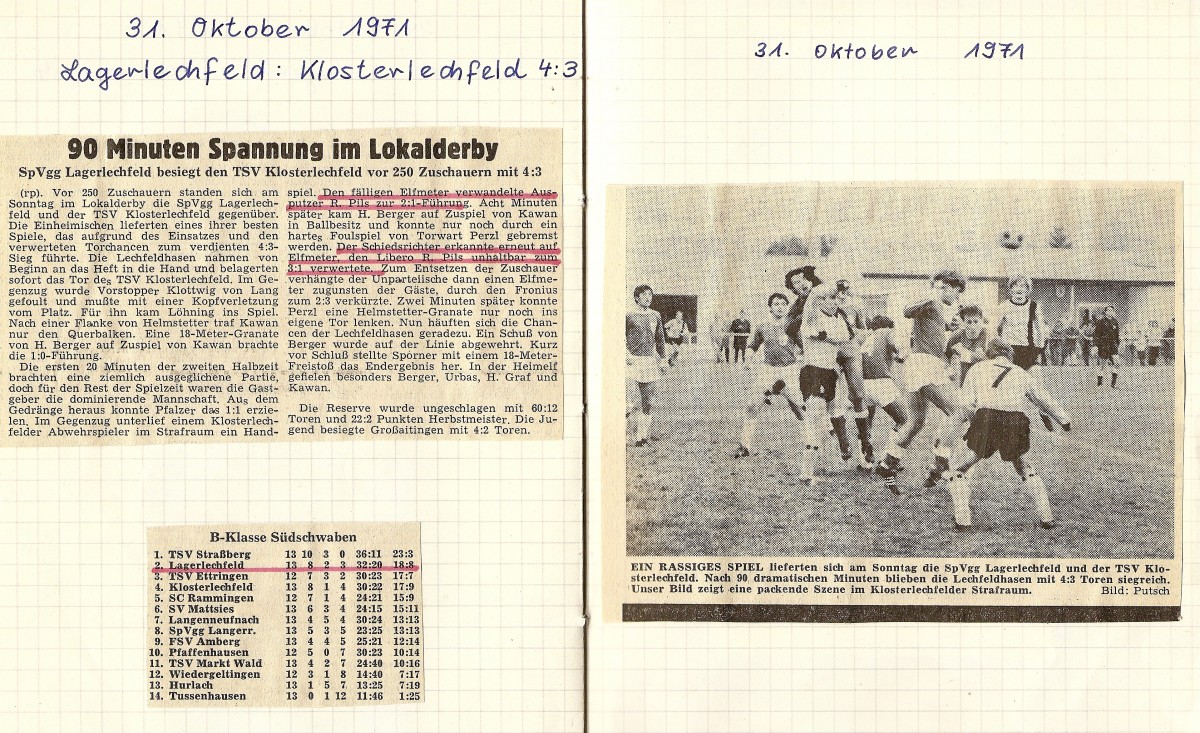 31. Oktober 1971
Lagerlechfeld : Klosterlechfeld 4:3
90 Minuten Spannung im Lokalderby
SpVgg Lagerlechfeld besiegt den TSV Klosterlechfeld vor 250 Zuschauern mit 4:3
(rp). Vor 250 Zuschauern standen sich am
Sonntag im Lokalderby die SpVgg Lagerlech-
feld und der TSV Klosterlechfeld gegenüber.
Die Einheimischen lieferten eines ihrer besten
Spiele, das aufgrund des Einsatzes und den
verwerteten Torchancen zum verdienten 4:3-
Sieg führte. Die Lechfeldhasen nahmen von
Beginn an das Heft in die Hand und belagerten
sofort das Tor des TSV Klosterlechfeld. Im Ge-
genzug wurde Vorstopper Klottwig von Lang
gefoult und mußte mit einer Kopfverletzung
vom Platz. Für ihn kam Löhning ins Spiel.
Nach einer Flanke von Helmstetter traf Kawan
nur den Querbalken. Eine 18-Meter-Granate
von H. Berger auf Zuspiel von Kawan brachte
die 1:0-Führung.
Die ersten 20 Minuten der zweiten Halbzeit
brachten eine ziemlich ausgeglichene Partie,
doch für den Rest der Spielzeit waren die Gast-
geber die dominierende Mannschaft. Aus dem
Gedränge heraus konnte Pfalzer das 1:1 erzie-
len. Im Gegenzug unterlief einem Klosterlech-
felder Abwehrspieler im Strafraum ein Hand-
spiel. Den fälligen Elfmeter verwandelte Aus-
putzer R. Pils zur 2:1-Führung. Acht Minuten
später kam H. Berger auf Zuspiel von Kawan
in Ballbesitz und konnte nur noch durch ein
hartes Foulspiel von Torwart Perzl gebremst
werden. Der Schiedsrichter erkannte erneut auf
Elfmeter, den Libero R. Pils unhaltbar zum
3:1 verwertete. Zum Entsetzen der Zuschauer
verhängte der Unparteiische dann einen Elfme-
ter zugunsten der Gäste, durch den Fronius
zum 2:3 verkürzte. Zwei Minuten später konnte
Perzl eine Helmstetter-Granate nur noch ins
eigene Tor lenken. Nun häuften sich die Chan-
cen der Lechfeldhasen geradezu. Ein Schuß von
Berger wurde auf der Linie abgewehrt. Kurz
vor Schluß stellte Sporner mit einem 18-Meter-
Freistoß das Endergebnis her. In der Heimelf
gefielen besonders Berger, Urbas, H. Graf und
Kawan.
Die Reserve wurde ungeschlagen mit 60:12
Toren und 22:2 Punkten Herbstmeister. Die Ju-
gend besiegte Großaitingen mit 4:2 Toren.
B-Klasse Südschwaben
1. TSV Straßberg 13 10 3 0 36:11 23:3
2. Lagerlechfeld 13 8 2 3 32:20 18:8
3. TSV Ettringen 12 7 3 2 30:23 17:7
4. Klosterlechfeld 13 8 1 4 30:22 17:9
5. SC Rammingen 12 7 1 4 24:21 15:9
6. SV Mattsies 13 6 3 4 24:15 15:11
7. Langenneufnach 13 4 5 4 30:24 13:13
8. SpVgg Langerr. 13 5 3 5 23:25 13:13
9. FSV Amberg 13 4 4 5 25:21 12:14
10. Pfaffenhausen 12 5 0 7 30:23 10:14
11. TSV Markt Wald 13 4 2 7 24:40 10:16
12. Wiedergeltingen 12 3 1 8 14:40 7:17
13. Hurlach 13 1 5 7 13:25 7:19
14. Tussenhausen 13 0 1 12 11:46 1:25
31. Oktober 1971
7
EIN RASSIGES SPIEL lieferten sich am Sonntag die SpVgg Lagerlechfeld und der TSV Klo-
sterlechfeld. Nach 90 dramatischen Minuten blieben die Lechfeldhasen mit 4:3 Toren siegreich.
Unser Bild zeigt eine packende Szene im Klosterlechfelder Strafraum. Bild: Putsch